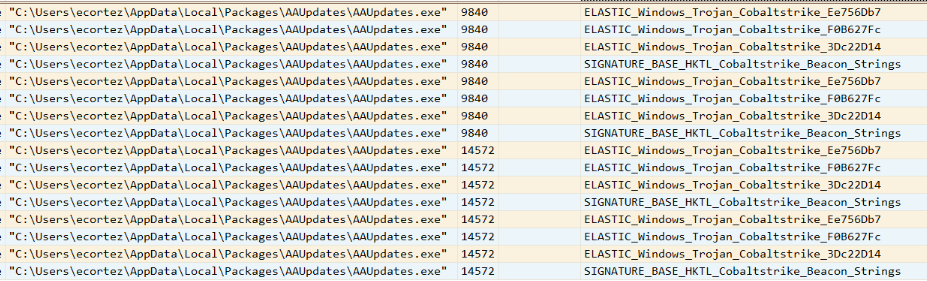 e "C:\Users\ecortez\AppData\Local\Packages\AAUpdates\AAUpdates.exe" 9840 ELASTIC_Windows_Trojan_Cobaltstrike_Ee756Db7
e "C:\Users\ecortez\AppData\Local\Packages\AAUpdates\AAUpdates.exe" 9840 ELASTIC_Windows_Trojan_Cobaltstrike_F0B627Fc
e "C:\Users\ecortez\AppData\Local\Packages\AAUpdates\AAUpdates.exe" 9840 ELASTIC_Windows_Trojan_Cobaltstrike_3Dc22D14
e "C:\Users\ecortez\AppData\Local\Packages\AAUpdates\AAUpdates.exe" 9840 SIGNATURE_BASE_HKTL_Cobaltstrike_Beacon_Strings
e "C:\Users\ecortez\AppData\Local\Packages\AAUpdates\AAUpdates.exe" 9840 ELASTIC_Windows_Trojan_Cobaltstrike_Ee756Db7
e "C:\Users\ecortez\AppData\Local\Packages\AAUpdates\AAUpdates.exe" 9840 ELASTIC_Windows_Trojan_Cobaltstrike_F0B627Fc
e "C:\Users\ecortez\AppData\Local\Packages\AAUpdates\AAUpdates.exe" 9840 ELASTIC_Windows_Trojan_Cobaltstrike_3Dc22D14
e "C:\Users\ecortez\AppData\Local\Packages\AAUpdates\AAUpdates.exe" 9840 SIGNATURE_BASE_HKTL_Cobaltstrike_Beacon_Strings
e "C:\Users\ecortez\AppData\Local\Packages\AAUpdates\AAUpdates.exe" 14572 ELASTIC_Windows_Trojan_Cobaltstrike_Ee756Db7
e "C:\Users\ecortez\AppData\Local\Packages\AAUpdates\AAUpdates.exe" 14572 ELASTIC_Windows_Trojan_Cobaltstrike_F0B627Fc
e "C:\Users\ecortez\AppData\Local\Packages\AAUpdates\AAUpdates.exe" 14572 ELASTIC_Windows_Trojan_Cobaltstrike_3Dc22D14
e "C:\Users\ecortez\AppData\Local\Packages\AAUpdates\AAUpdates.exe" 14572 SIGNATURE_BASE_HKTL_Cobaltstrike_Beacon_Strings
e "C:\Users\ecortez\AppData\Local\Packages\AAUpdates\AAUpdates.exe" 14572 ELASTIC_Windows_Trojan_Cobaltstrike_Ee756Db7
e "C:\Users\ecortez\AppData\Local\Packages\AAUpdates\AAUpdates.exe" 14572 ELASTIC_Windows_Trojan_Cobaltstrike_F0B627Fc
e "C:\Users\ecortez\AppData\Local\Packages\AAUpdates\AAUpdates.exe" 14572 ELASTIC_Windows_Trojan_Cobaltstrike_3Dc22D14
e "C:\Users\ecortez\AppData\Local\Packages\AAUpdates\AAUpdates.exe" 14572 SIGNATURE_BASE_HKTL_Cobaltstrike_Beacon_Strings